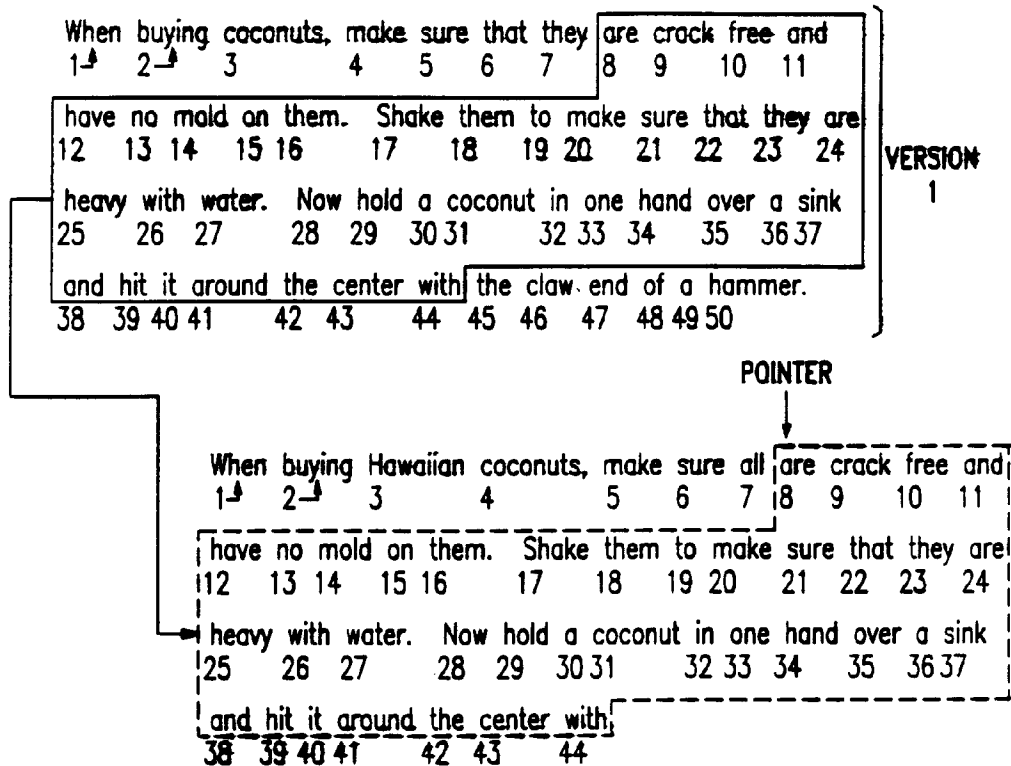 When buying coconuts, make sure that they are crack free and
1 2 3 4 5 6 7 8 9 10 11
have no mold on them. Shake them to make sure that they are
12 13 14 15 16 17 18 19 20 21 22 23 24
VERSION
1
heavy with water. Now hold a coconut in one hand over a sink
25 26 27 28 29 30 31 32 33 34 35 36 37
and hit it around the center with the claw end of a hammer.
38 39 40 41 42 43 44 45 46 47 48 49 50
POINTER
When buying Hawaiian coconuts, make sure all are crack free and
1 2 3 4 5 6 7 8 9 10 11
have no mold on them. Shake them to make sure that they are
12 13 14 15 16 17 18 19 20 21 22 23 24
heavy with water. Now hold a coconut in one hand over a sink
25 26 27 28 29 30 31 32 33 34 35 36 37
and hit it around the center with
38 39 40 41 42 43 44